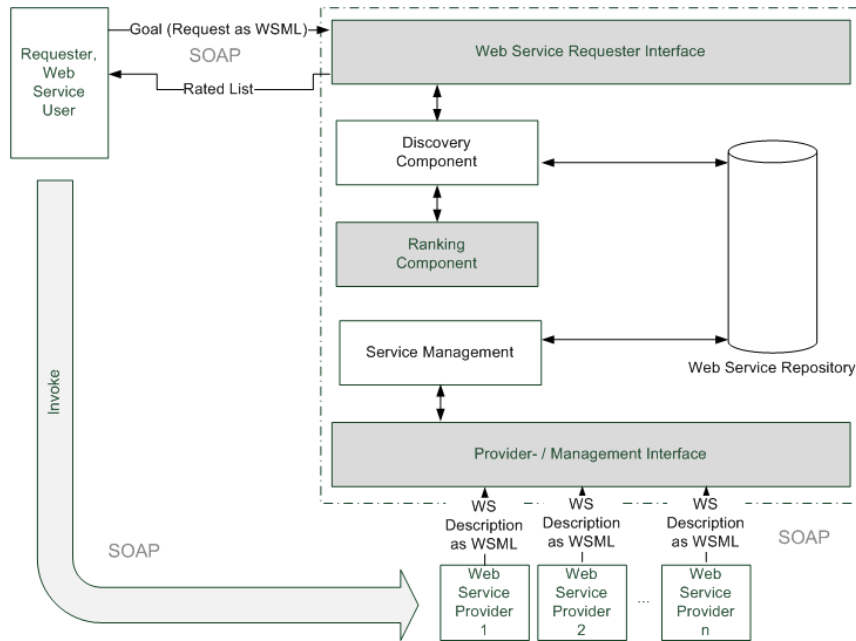 Goal (Request as WSML)
SOAP
Rated List
Requester,
Web
Service
User
Web Service Requester Interface
Discovery
Component
Ranking
Component
Service Management
Web Service Repository
Invoke
Provider- / Management Interface
WS
Description
as WSML
WS
Description
as WSML
WS
Description
as WSML
SOAP
SOAP
Web
Service
Provider
1
Web
Service
Provider
2
...
Web
Service
Provider
n